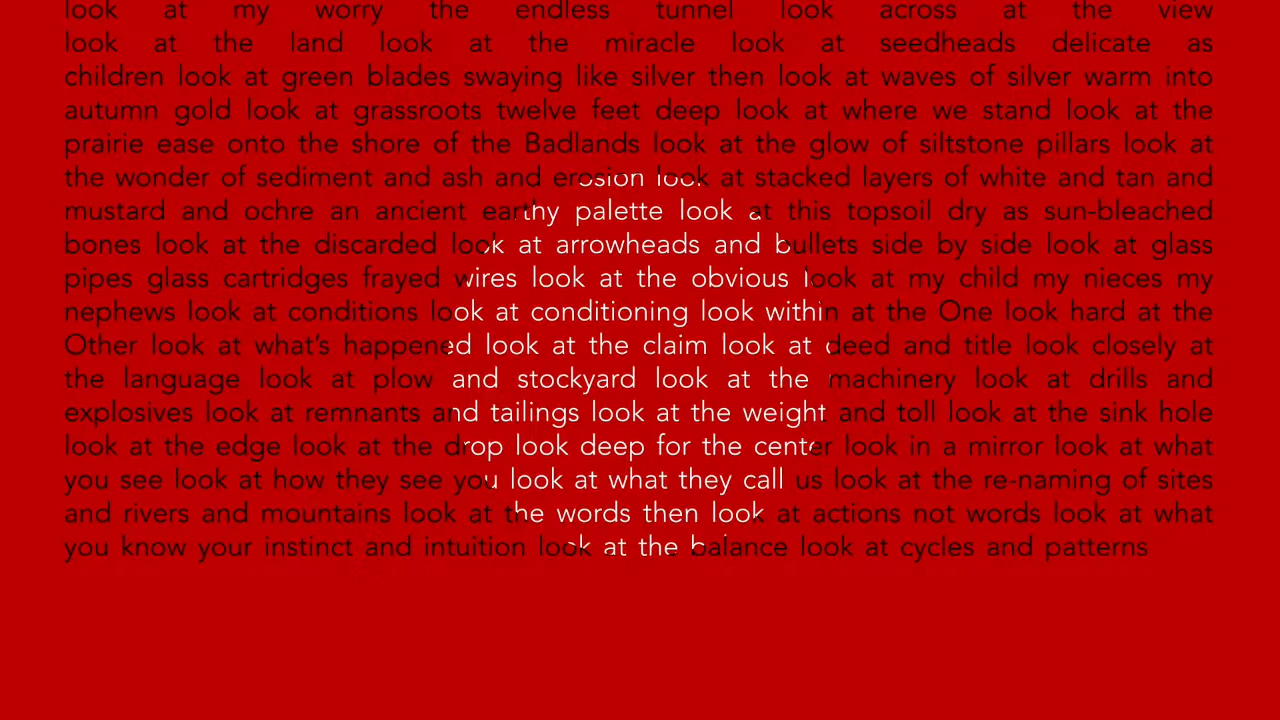 look at my worry the endless tunnel look across at the view
look at the land look at the miracle look at seedheads delicate as
children look at green blades swaying like silver then look at waves of silver warm into
autumn gold look at grassroots twelve feet deep look at where we stand look at the
prairie ease onto the shore of the Badlands look at the glow of siltstone pillars look at
the wonder of sediment and ash and erosion look at stacked layers of white and tan and
mustard and ochre an ancient earthy palette look at this topsoil dry as sun-bleached
bones look at the discarded look at arrowheads and bullets side by side look at glass
pipes glass cartridges frayed wires look at the obvious look at my child my nieces my
nephews look at conditions look at conditioning look within at the One look hard at the
Other look at what’s happened look at the claim look at deed and title look closely at
the language look at plow and stockyard look at the machinery look at drills and
explosives look at remnants and tailings look at the weight and toll look at the sink hole
look at the edge look at the drop look deep for the center look in a mirror look at what
you see look at how they see you look at what they call us look at the re-naming of sites
and rivers and mountains look at the words then look at actions not words look at what
you know your instinct and intuition look at the balance look at cycles and patterns